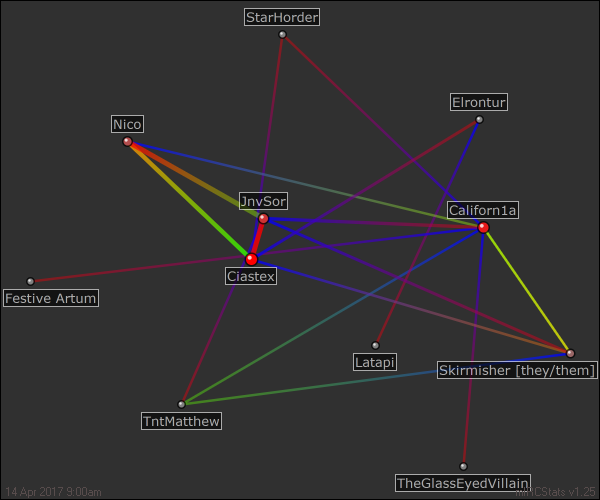 StarHorder
Elrontur
Nico
JnvSor
Californ1a
Ciastex
Festive Artum
Latapi
Skirmisher [they/them]
TntMatthew
TheGlassEyedVillain
14 Apr 2017 9:00am
mIRCStats v1.25